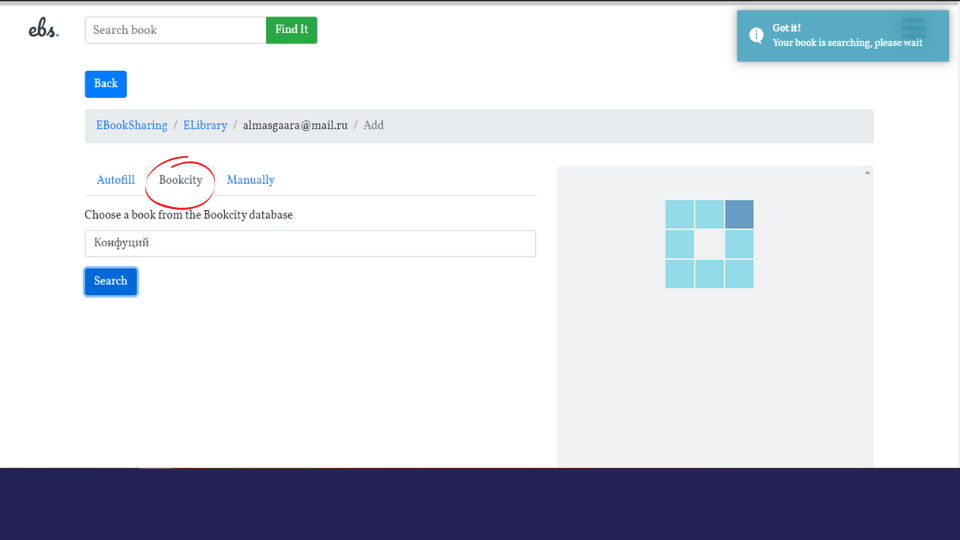 ebs.
Search book
Find It
Got it!
Your book is searching, please wait
Back
EBookSharing / ELibrary / almasgaara@mail.ru / Add
Autofill
Bookcity
Manually
Choose a book from the Bookcity database
Конфуций
Search